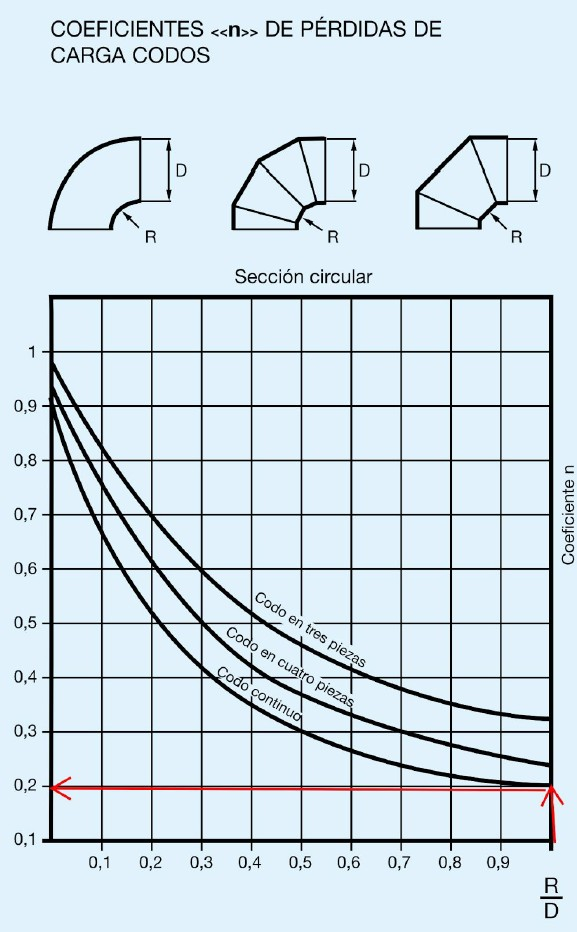 COEFICIENTES <<n>> DE PÉRDIDAS DE
CARGA CODOS
D
R
D
R
D
R
Sección circular
1
0,9
0,8
0,7
0,6
0,5
0,4
0,3
0,2
0,1
Codo en tres piezas
Codo en cuatro piezas
Codo continuo
Coeficiente n
0,1 0,2 0,3 0,4 0,5 0,6 0,7 0,8 0,9
R
D